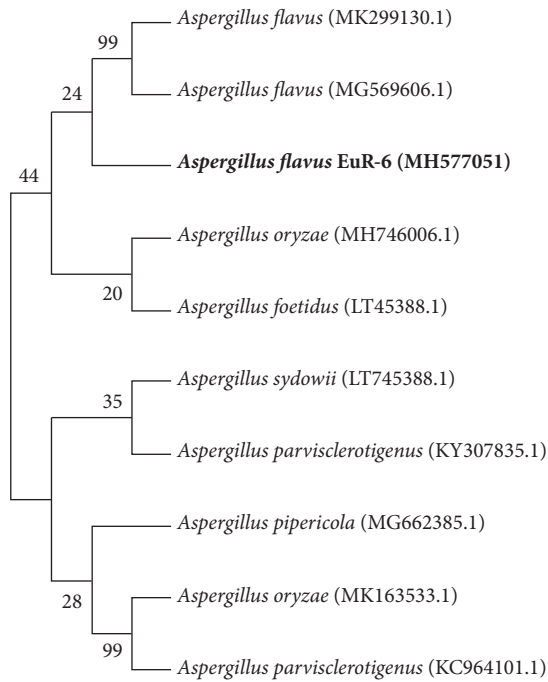 Aspergillus flavus (MK299130.1)
99
Aspergillus flavus (MG569606.1)
24
Aspergillus flavus EuR-6 (MH577051)
44
Aspergillus oryzae (MH746006.1)
20
Aspergillus foetidus (LT45388.1)
Aspergillus sydowii (LT745388.1)
35
Aspergillus parvisclerotigenus (KY307835.1)
Aspergillus pipericola (MG662385.1)
28
Aspergillus oryzae (MK163533.1)
99
Aspergillus parvisclerotigenus (KC964101.1)